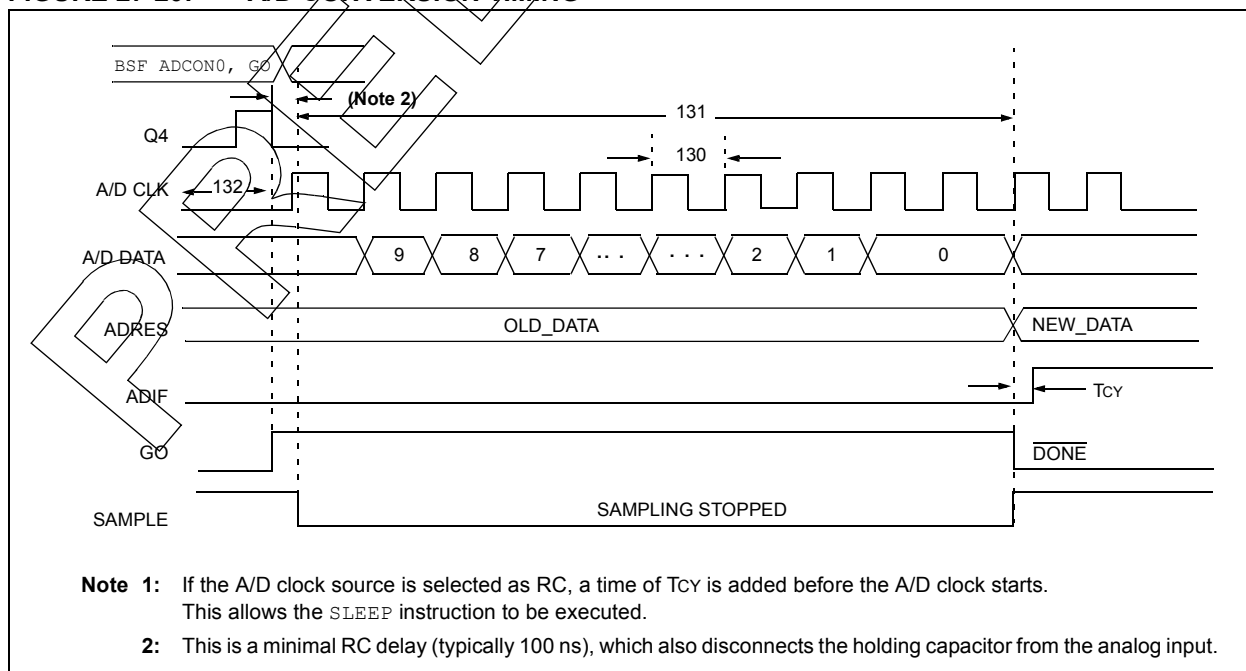 BSF ADCON0, GO
(Note 2)
131
Q4
130
A/D CLK
132
A/D DATA
9 8 7 . . . . . . 2 1 0
ADRES
OLD_DATA
NEW_DATA
ADIF
TCY
GO
DONE
SAMPLE
SAMPLING STOPPED
Note 1: If the A/D clock source is selected as RC, a time of TCY is added before the A/D clock starts.
This allows the SLEEP instruction to be executed.
2: This is a minimal RC delay (typically 100 ns), which also disconnects the holding capacitor from the analog input.